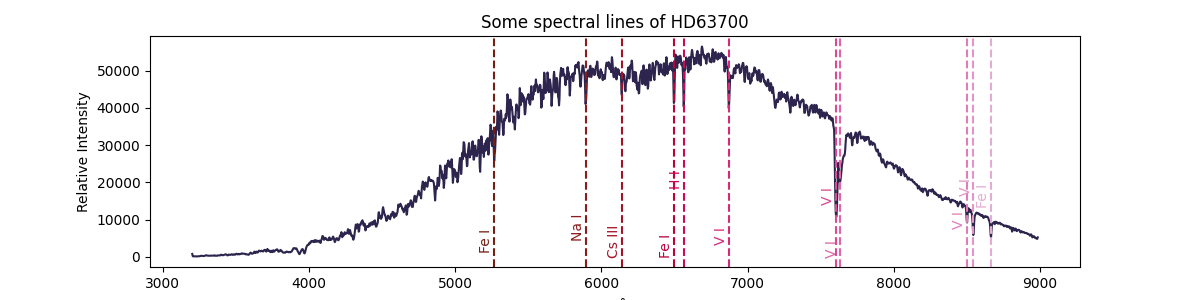 Some spectral lines of HD63700
Relative Intensity
50000
40000
30000
20000
10000
0
Fe I
Na I
Cs III
Fe I
H I
V I
V I
V I
V I
V I
Fe I
3000 4000 5000 6000 7000 8000 9000